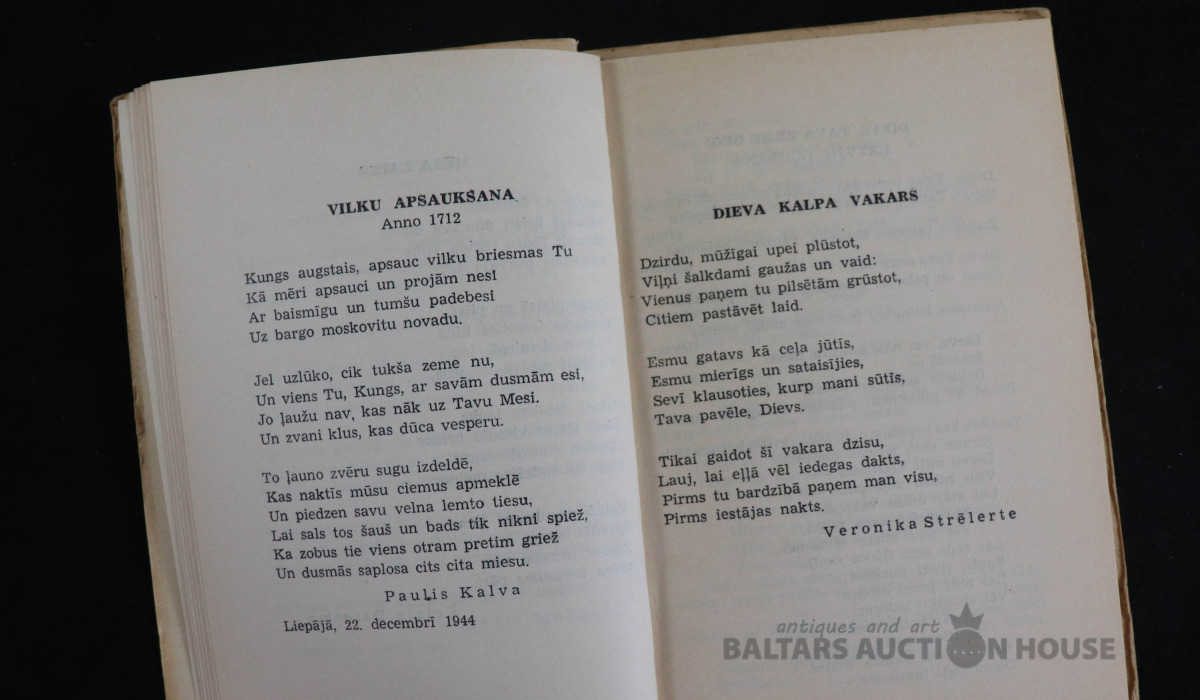 VILKU APSAUKŠANA
Anno 1712
Kungs augstais, apsauc vilku briesmas Tu
Kā mēri apsauci un projām nesi
Ar baismīgu un tumšu padebesi
Uz bargo moskovitu novadu.
Jel uzlūko, cik tukša zeme nu,
Un viens Tu, Kungs, ar savām dusmām esi,
Jo ļaužu nav, kas nāk uz Tavu Mesi.
Un zvani klus, kas dūca vesperu.
To ļauno zvēru sugu izdeldē,
Kas naktīs mūsu ciemus apmeklē
Un piedzen savu velna lemto tiesu,
Lai sals tos šauš un bads tik nikni spiež,
Ka zobus tie viens otram pretim griež
Un dusmās saplosa cits cita miesu.
Paulis Kalva
Liepājā, 22. decembrī 1944
DIEVA KALPA VAKARS
Dzirdu, mūžīgai upei plūstot,
Viļņi šalkdami gaužas un vaid:
Vienus paņem tu pilsētām grūstot,
Citiem pastāvēt laid.
Esmu gatavs kā ceļa jūtīs,
Esmu mierīgs un sataisījies,
Sevī klausoties, kurp mani sūtīs,
Tava pavēle, Dievs.
Tikai gaidot šī vakara dzisu,
Lauj, lai eļļā vēl iedegas dakts,
Pirms tu bardzībā paņem man visu,
Pirms iestājas nakts.
Veronika Strēlerte
antiques and art
BALTARS AUCTION HOUSE